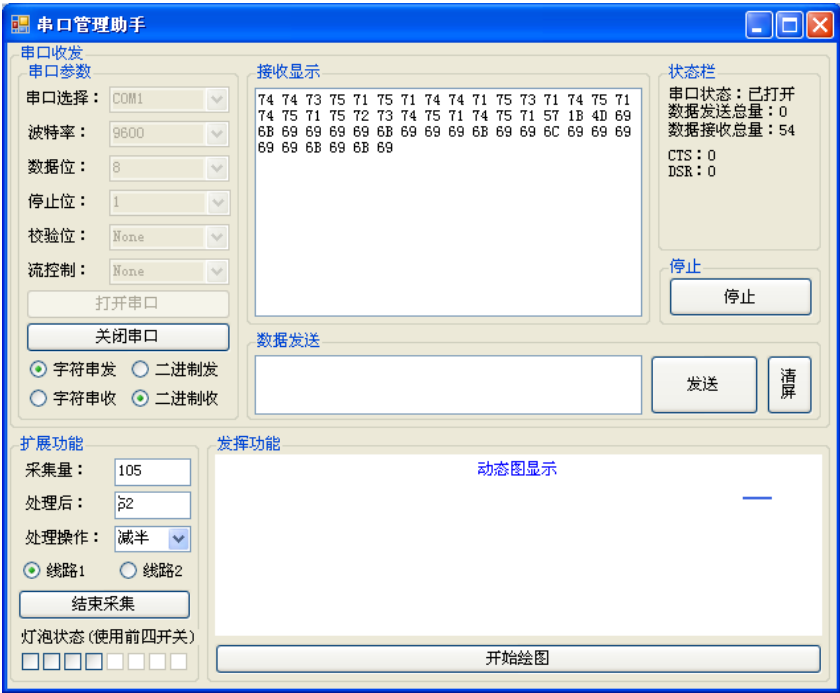 串口管理助手
串口收发
串口参数
串口选择： COM1
波特率： 9600
数据位： 8
停止位： 1
校验位： None
流控制： None
打开串口
关闭串口
字符串发 二进制发
字符串收 二进制收
接收显示
74 74 73 75 71 75 71 74 74 71 75 73 71 74 75 71
74 75 71 75 72 73 74 75 71 74 75 71 57 1B 4D 69
6B 69 69 69 69 6B 69 69 69 6B 69 69 6C 69 69 69
69 69 6B 69 6B 69
数据发送
发送
清屏
状态栏
串口状态：已打开
数据发送总量：0
数据接收总量：54
CTS：0
DSR：0
停止
停止
扩展功能
采集量： 105
处理后： 52
处理操作： 减半
线路1 线路2
结束采集
灯泡状态(使用前四开关)
发挥功能
动态图显示
开始绘图